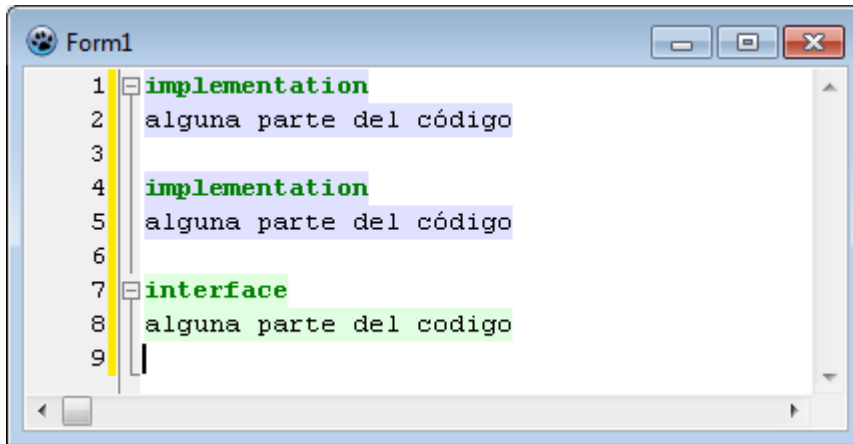 Form1
1 implementation
2 alguna parte del código
3
4 implementation
5 alguna parte del código
6
7 interface
8 alguna parte del codigo
9